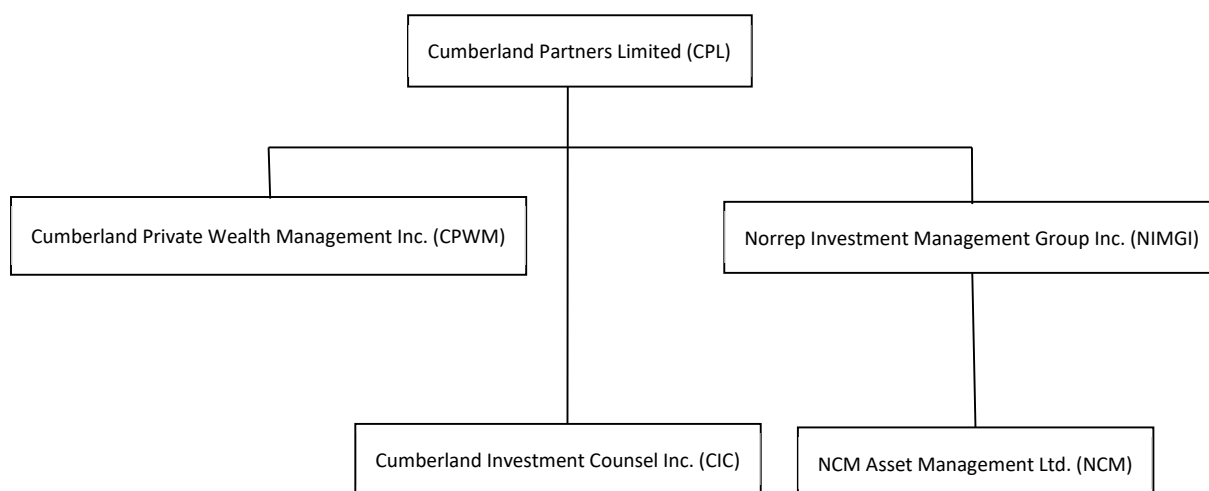 Cumberland Partners Limited (CPL)
Cumberland Private Wealth Management Inc. (CPWM)
Norrep Investment Management Group Inc. (NIMGI)
Cumberland Investment Counsel Inc. (CIC)
NCM Asset Management Ltd. (NCM)